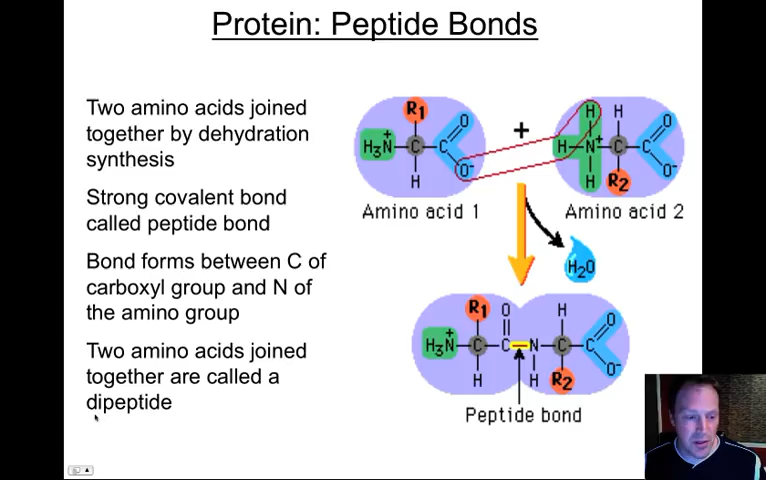 Protein: Peptide Bonds
Two amino acids joined
together by dehydration
synthesis
Strong covalent bond
called peptide bond
Bond forms between C of
carboxyl group and N of
the amino group
Two amino acids joined
together are called a
dipeptide
R1
O
H3N+ C C
O-
H
Amino acid 1
+
H H
H N+ C C
O
O-
H R2
Amino acid 2
H2O
R1 O H
O
H3N+ C C N C C
O-
H H R2
Peptide bond